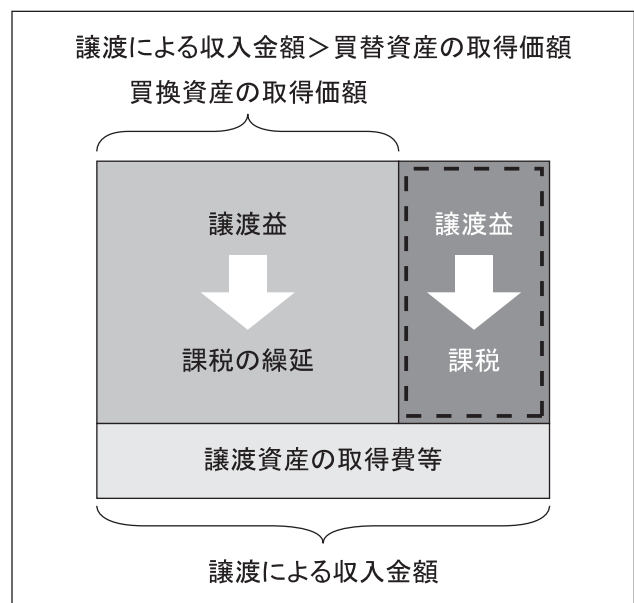 譲渡による収入金額＞買替資産の取得価額
買換資産の取得価額
譲渡益
譲渡益
課税の繰延
課税
譲渡資産の取得費等
譲渡による収入金額